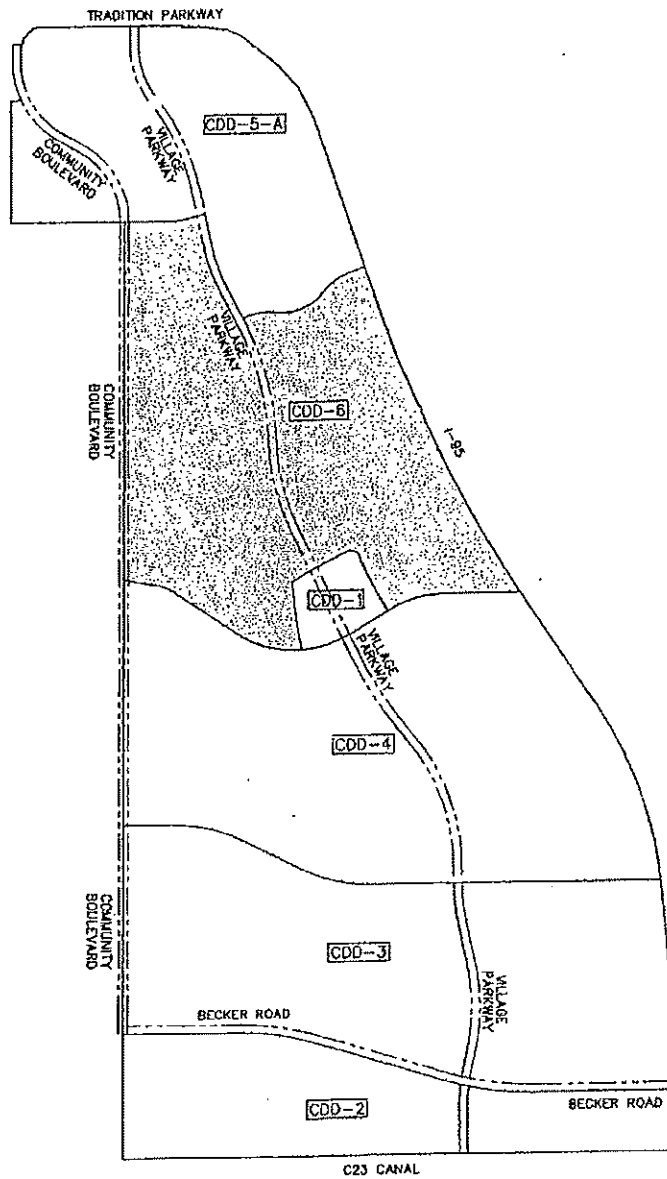 TRADITION PARKWAY
CDD-5-A
VILLAGE
PARKWAY
COMMUNITY
BOULEVARD
VILLAGE
PARKWAY
COMMUNITY
BOULEVARD
CDD-6
I-95
CDD-1
VILLAGE
PARKWAY
CDD-4
COMMUNITY
BOULEVARD
CDD-3
VILLAGE
PARKWAY
BECKER ROAD
BECKER ROAD
CDD-2
C23 CANAL